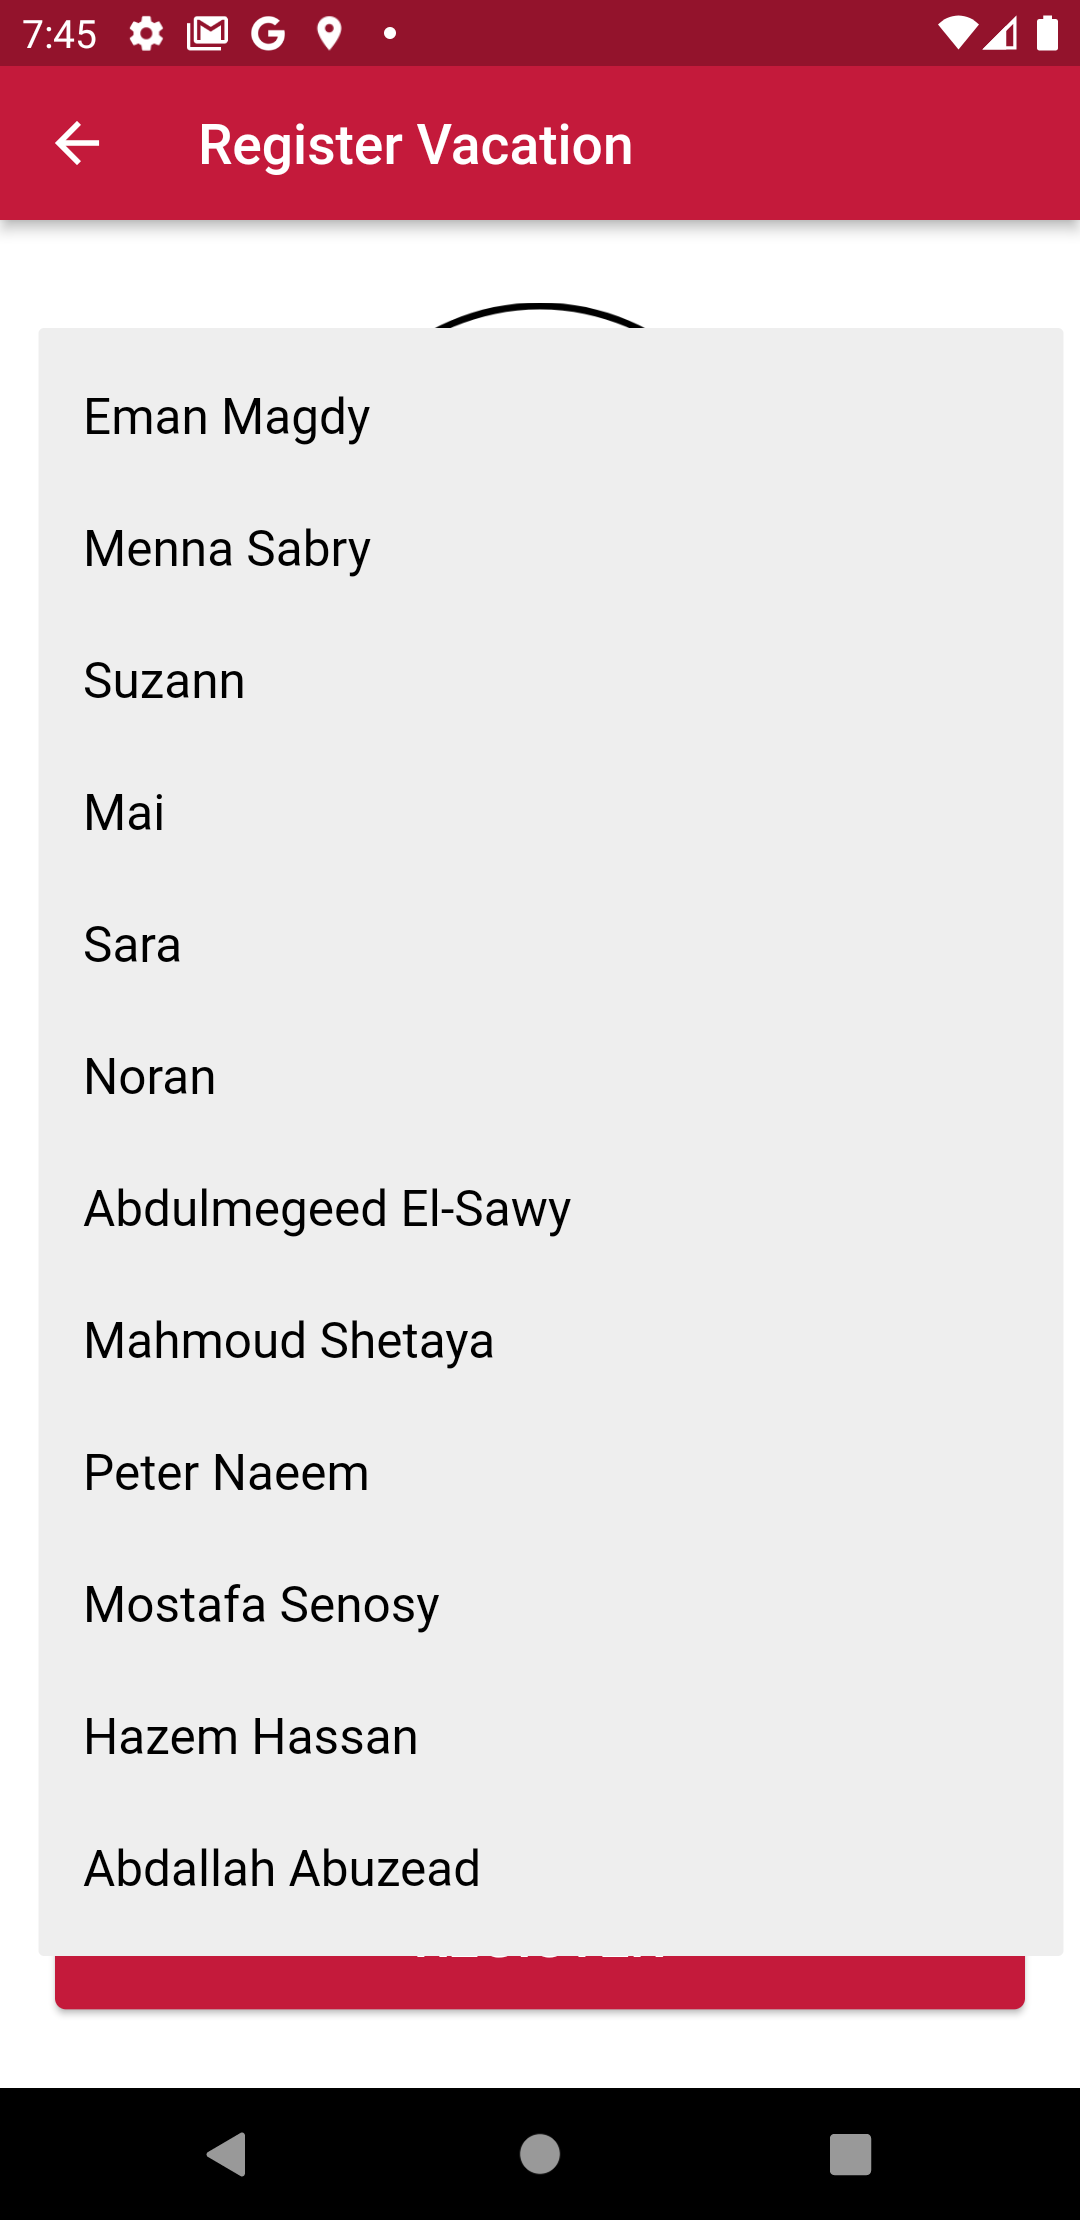 7:45
Register Vacation
Eman Magdy
Menna Sabry
Suzann
Mai
Sara
Noran
Abdulmegeed El-Sawy
Mahmoud Shetaya
Peter Naeem
Mostafa Senosy
Hazem Hassan
Abdallah Abuzead